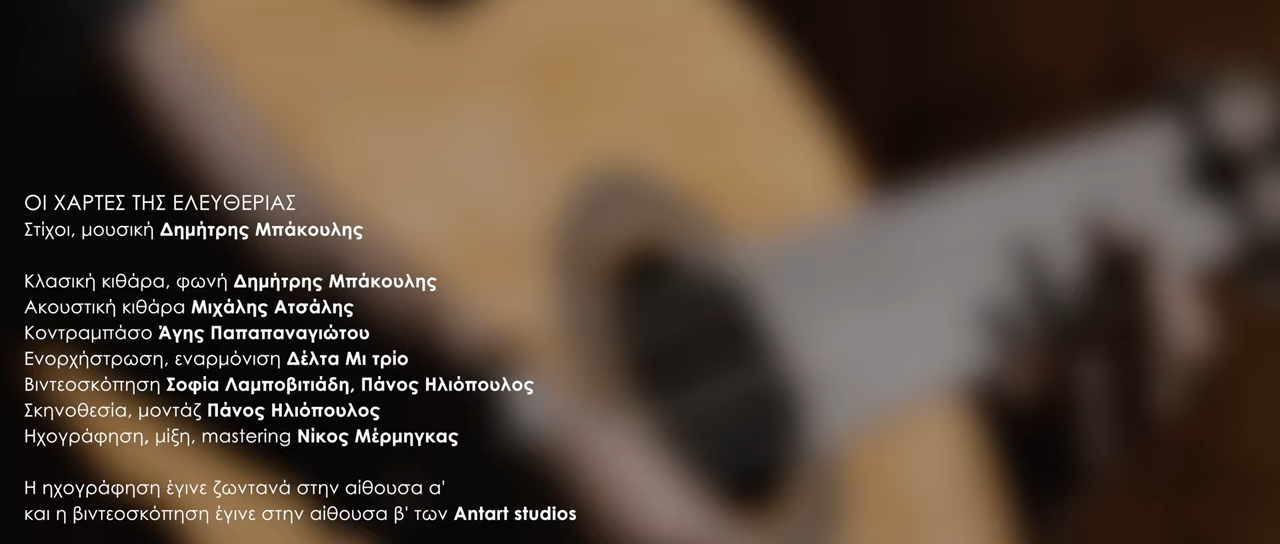 ΟΙ ΧΑΡΤΕΣ ΤΗΣ ΕΛΕΥΘΕΡΙΑΣ
Στίχοι, μουσική Δημήτρης Μπάκουλης
Κλασική κιθάρα, φωνή Δημήτρης Μπάκουλης
Ακουστική κιθάρα Μιχάλης Ατσάλης
Κοντραμπάσο Άγης Παπαπαναγιώτου
Ενορχήστρωση, εναρμόνιση Δέλτα Μι τρίο
Βιντεοσκόπηση Σοφία Λαμποβιτιάδη, Πάνος Ηλιόπουλος
Σκηνοθεσία, μοντάζ Πάνος Ηλιόπουλος
Ηχογράφηση, μίξη, mastering Νίκος Μέρμηγκας
Η ηχογράφηση έγινε ζωντανά στην αίθουσα α'
και η βιντεοσκόπηση έγινε στην αίθουσα β' των Antart studios